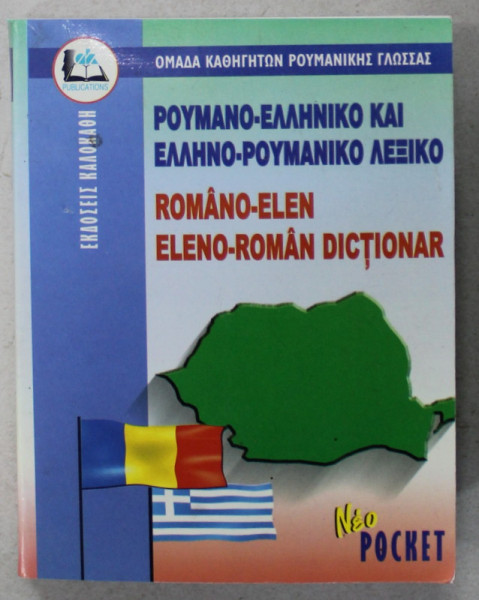 PUBLICATIONS
ΟΜΑΔΑ ΚΑΘΗΓΗΤΩΝ ΡΟΥΜΑΝΙΚΗΣ ΓΛΩΣΣΑΣ
ΕΚΔΟΣΕΙΣ ΚΑΛΟΚΑΘΗ
ΡΟΥΜΑΝΟ-ΕΛΛΗΝΙΚΟ ΚΑΙ
ΕΛΛΗΝΟ-ΡΟΥΜΑΝΙΚΟ ΛΕΞΙΚΟ
ROMÂNO-ELEN
ELENO-ROMÂN DICŢIONAR
Νέο
POCKET